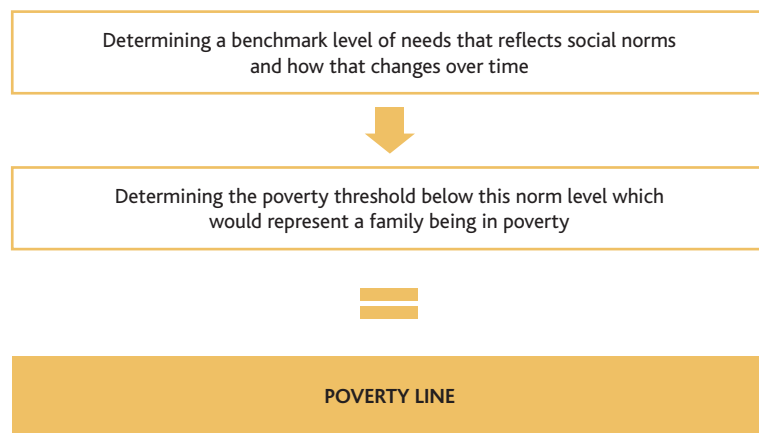 Determining a benchmark level of needs that reflects social norms
and how that changes over time
Determining the poverty threshold below this norm level which
would represent a family being in poverty
POVERTY LINE